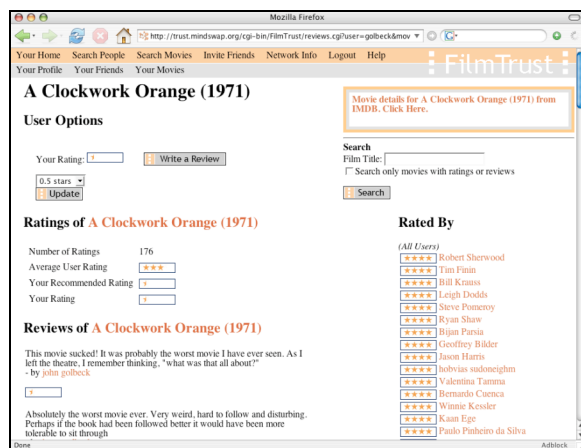 Mozilla Firefox
http://trust.mindswap.org/cgi-bin/FilmTrust/reviews.cgi?user=golbeck&mov
Your Home Search People Search Movies Invite Friends Network Info Logout Help
FilmTrust
Your Profile Your Friends Your Movies
A Clockwork Orange (1971)
User Options
Your Rating:
Write a Review
0.5 stars
Update
Movie details for A Clockwork Orange (1971) from
IMDB. Click Here.
Search
Film Title:
Search only movies with ratings or reviews
Search
Ratings of A Clockwork Orange (1971)
Number of Ratings 176
Average User Rating
Your Recommended Rating
Your Rating
Reviews of A Clockwork Orange (1971)
This movie sucked! It was probably the worst movie I have ever seen. As I
left the theatre, I remember thinking, "what was that all about?"
- by john golbeck
Absolutely the worst movie ever. Very weird, hard to follow and disturbing.
Perhaps if the book had been followed better it would have been more
tolerable to sit through
Rated By
(All Users)
Robert Sherwood
Tim Finin
Bill Krauss
Leigh Dodds
Steve Pomeroy
Ryan Shaw
Bijan Parsia
Geoffrey Bilder
Jason Harris
hobvias sudoneighm
Valentina Tamma
Bernardo Cuenca
Winnie Kessler
Kaan Ege
Paulo Pinheiro da Silva
Done
Adblock